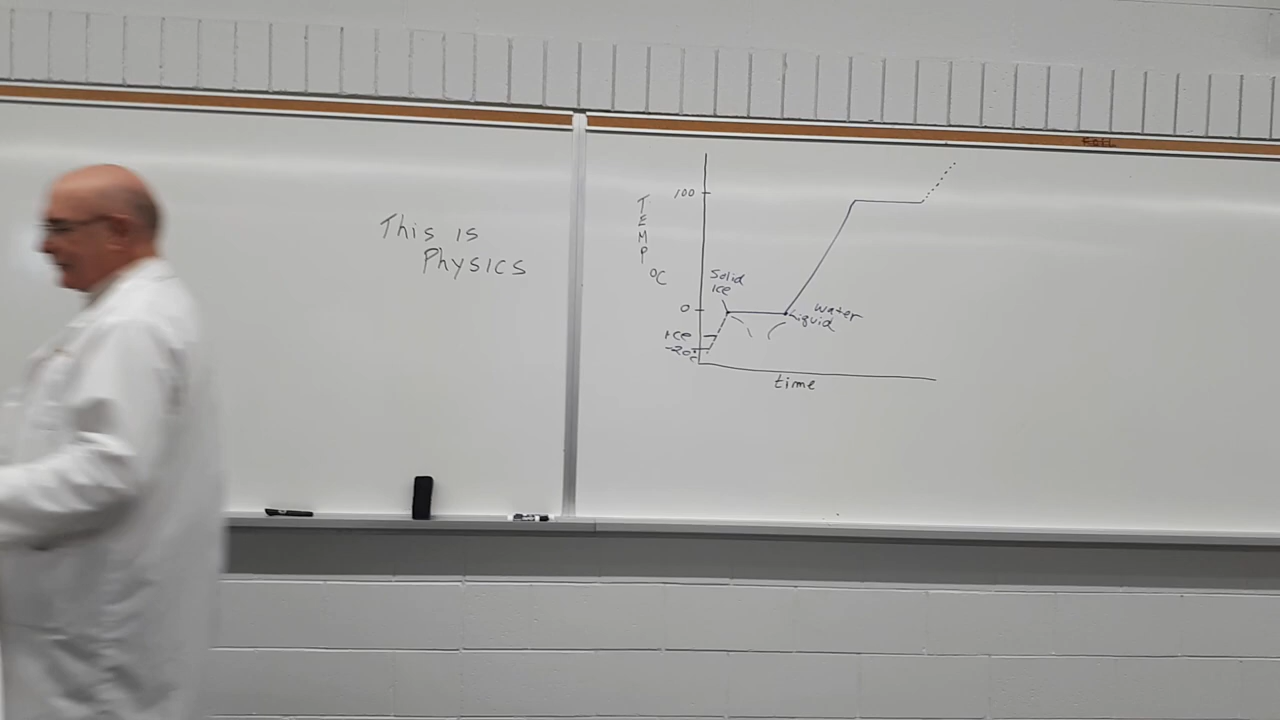 This is
Physics
100
TEMP
°C
Solid
Ice
0
Water
Liquid
Ice
-20°C
time